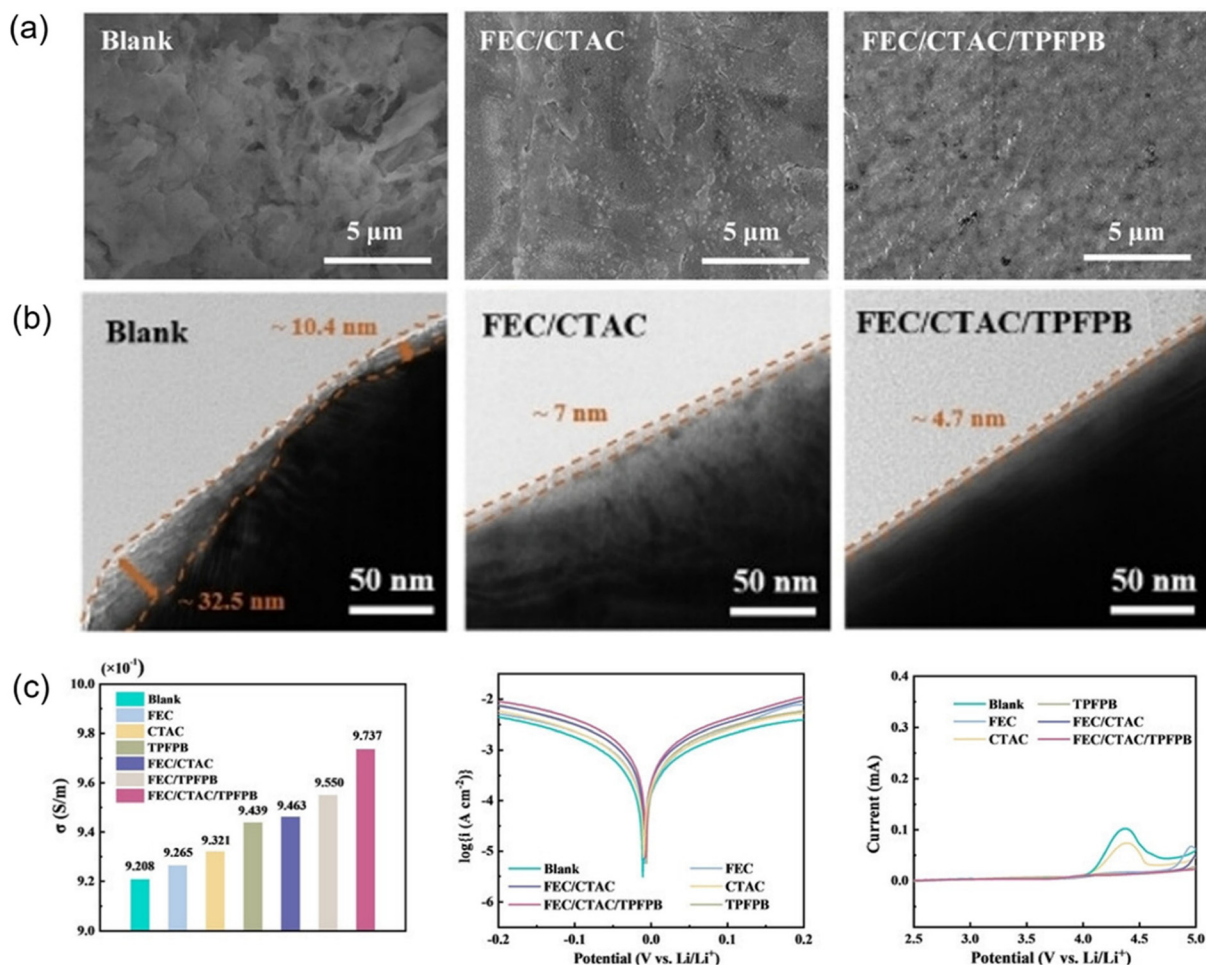 (a)
Blank
5 μm
FEC/CTAC
5 μm
FEC/CTAC/TPFPB
5 μm
(b)
Blank
~ 10.4 nm
~ 32.5 nm
50 nm
FEC/CTAC
~ 7 nm
50 nm
FEC/CTAC/TPFPB
~ 4.7 nm
50 nm
(c)
(×10⁻¹)
10.0
9.8
9.6
9.4
9.2
9.0
σ (S/m)
Blank
FEC
CTAC
TPFPB
FEC/CTAC
FEC/TPFPB
FEC/CTAC/TPFPB
9.208
9.265
9.321
9.439
9.463
9.550
9.737
log{i (A cm⁻²)}
-1
-2
-3
-4
-5
-6
Blank
FEC/CTAC
FEC/CTAC/TPFPB
FEC
CTAC
TPFPB
-0.2
-0.1
0.0
0.1
0.2
Potential (V vs. Li/Li⁺)
Current (mA)
0.4
0.3
0.2
0.1
0.0
Blank
FEC
CTAC
TPFPB
FEC/CTAC
FEC/CTAC/TPFPB
2.5
3.0
3.5
4.0
4.5
5.0
Potential (V vs. Li/Li⁺)